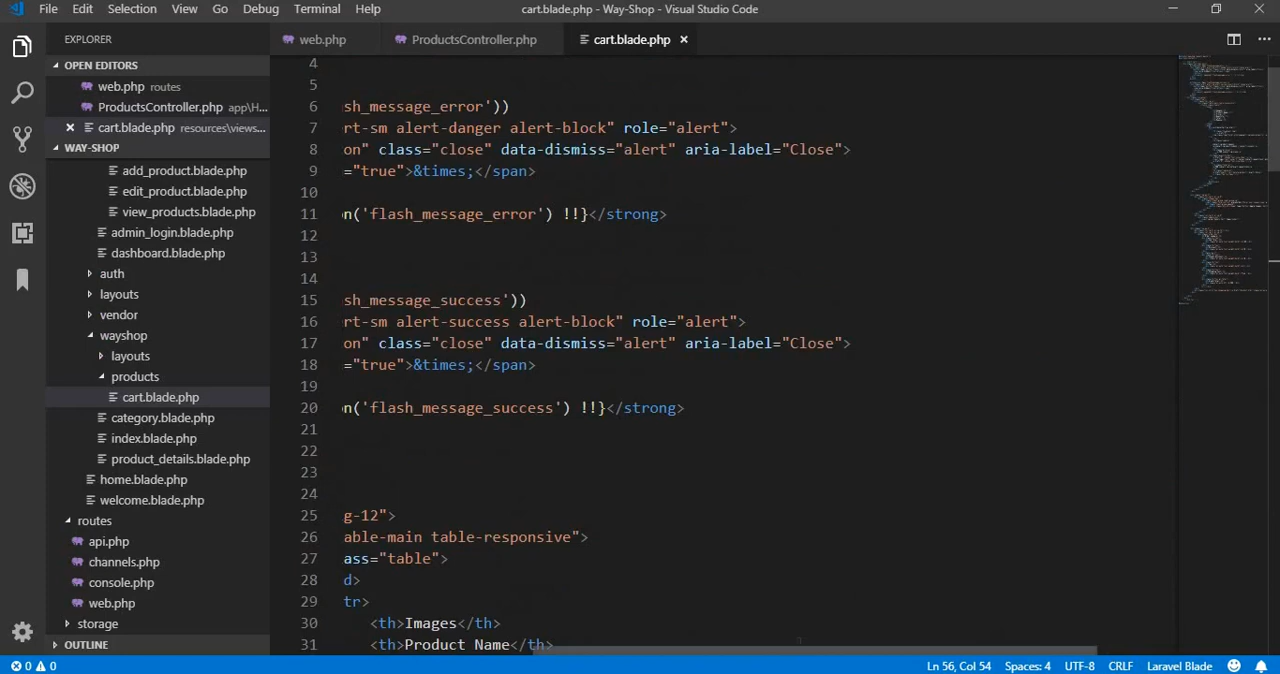 File Edit Selection View Go Debug Terminal Help cart.blade.php - Way-Shop - Visual Studio Code
EXPLORER
OPEN EDITORS
web.php routes
ProductsController.php app\H...
cart.blade.php resources\views...
WAY-SHOP
add_product.blade.php
edit_product.blade.php
view_products.blade.php
admin_login.blade.php
dashboard.blade.php
auth
layouts
vendor
wayshop
layouts
products
cart.blade.php
category.blade.php
index.blade.php
product_details.blade.php
home.blade.php
welcome.blade.php
routes
api.php
channels.php
console.php
web.php
storage
OUTLINE
web.php ProductsController.php cart.blade.php
4
5
6 sh_message_error'))
7 rt-sm alert-danger alert-block" role="alert">
8 on" class="close" data-dismiss="alert" aria-label="Close">
9 ="true">&times;</span>
10
11 on('flash_message_error') !!}</strong>
12
13
14
15 sh_message_success'))
16 rt-sm alert-success alert-block" role="alert">
17 on" class="close" data-dismiss="alert" aria-label="Close">
18 ="true">&times;</span>
19
20 on('flash_message_success') !!}</strong>
21
22
23
24
25 g-12">
26 able-main table-responsive">
27 ass="table">
28 d>
29 tr>
30 <th>Images</th>
31 <th>Product Name</th>
0 0 Ln 56, Col 54 Spaces: 4 UTF-8 CRLF Laravel Blade